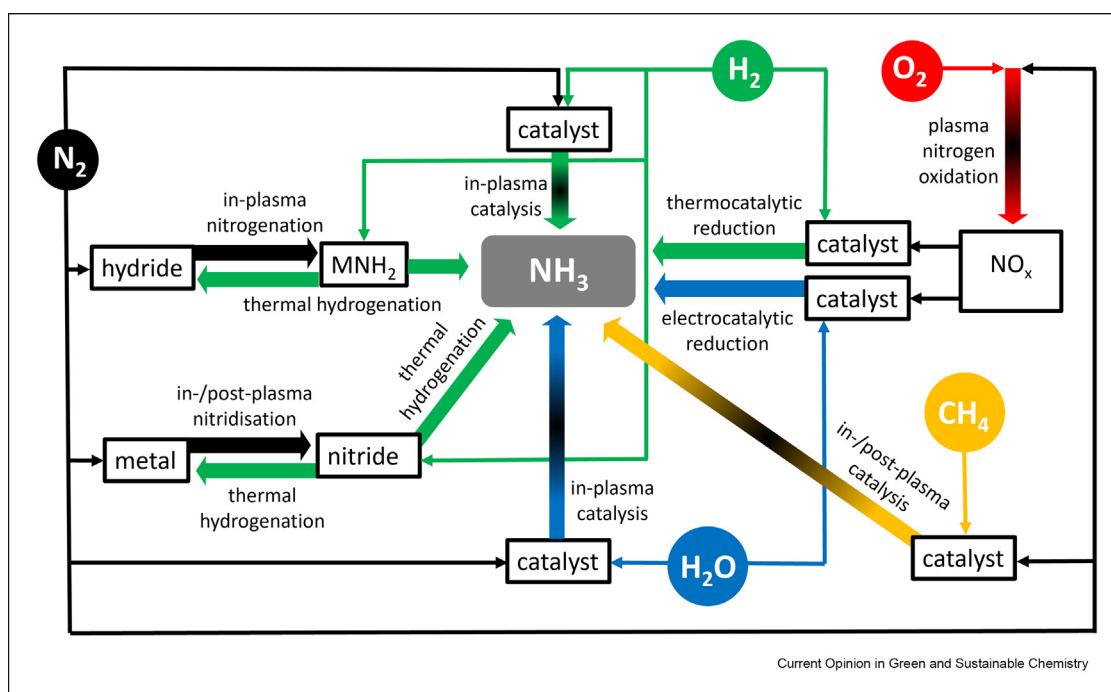 H₂
O₂
catalyst
plasma
nitrogen
oxidation
N₂
in-plasma
catalysis
in-plasma
nitrogenation
thermocatalytic
reduction
catalyst
hydride
MNH₂
NH₃
NOₓ
catalyst
thermal hydrogenation
electrocatalytic
reduction
thermal
hydrogenation
in-/post-plasma
nitridisation
CH₄
metal
nitride
in-/post-plasma
catalysis
thermal
hydrogenation
in-plasma
catalysis
catalyst
H₂O
catalyst
Current Opinion in Green and Sustainable Chemistry